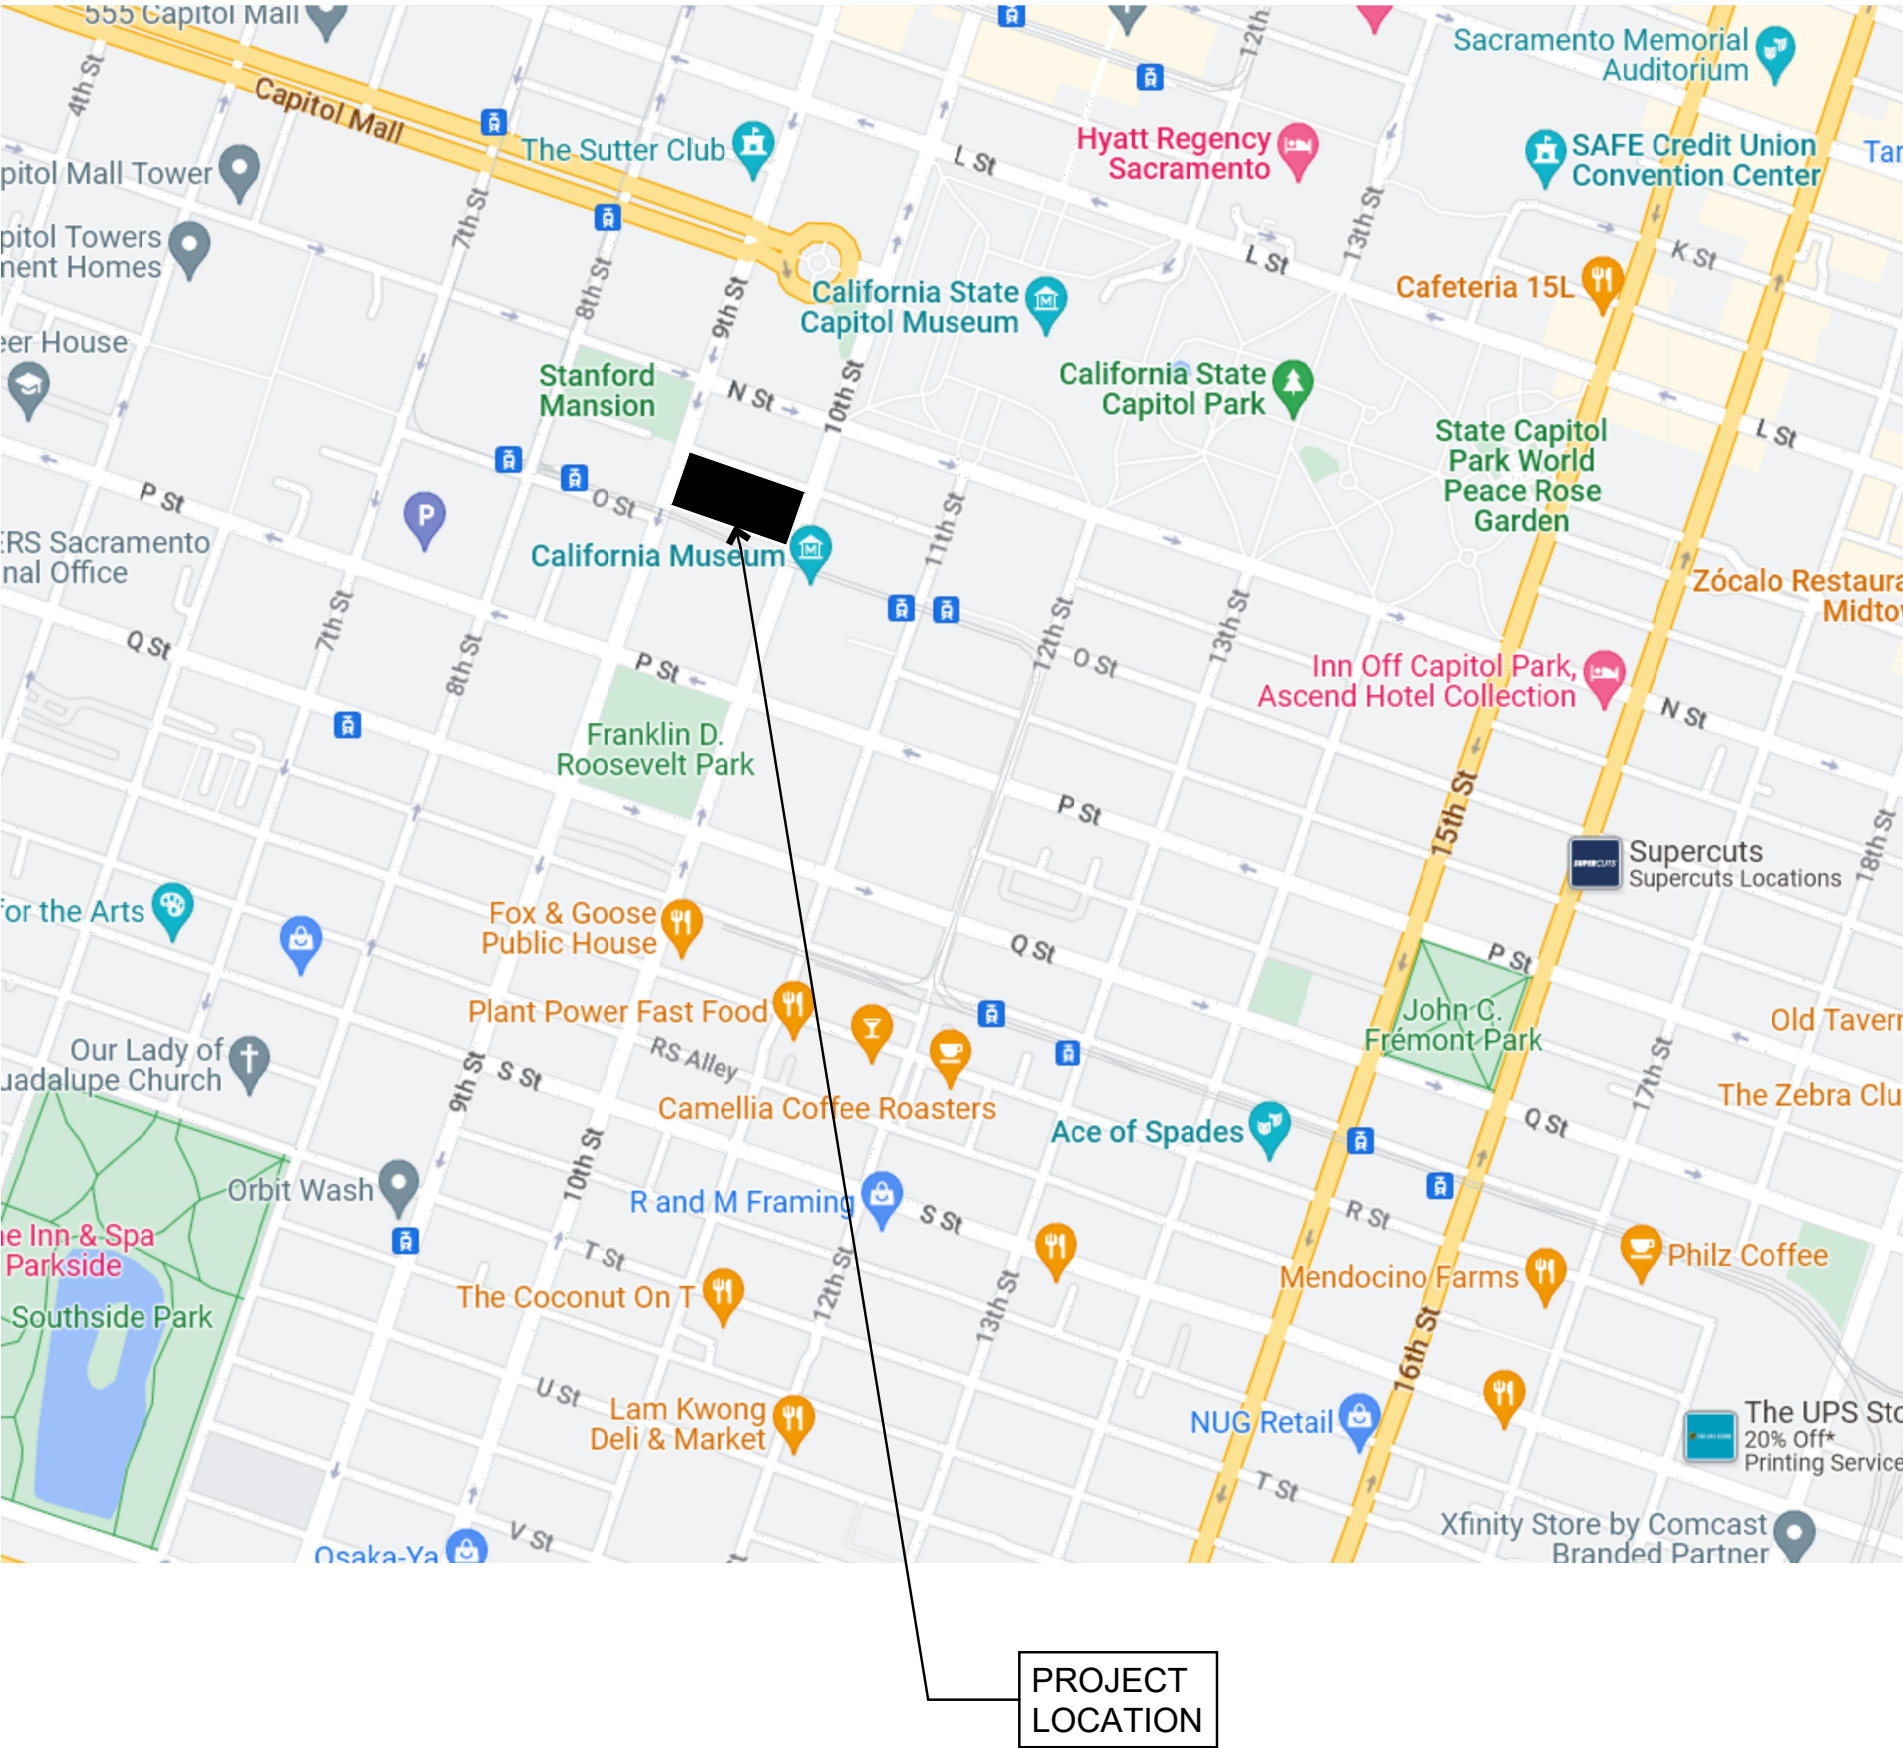 555 Capitol Mall
Sacramento Memorial
Auditorium
4th St
12th
Capitol Mall
The Sutter Club
L St
Hyatt Regency
Sacramento
SAFE Credit Union
Convention Center
Tar
pitol Mall Tower
7th St
13th St
pitol Towers
nent Homes
K St
L St
8th St
9th St
California State
Capitol Museum
Cafeteria 15L
eer House
Stanford
Mansion
N St
10th St
California State
Capitol Park
State Capitol
Park World
Peace Rose
Garden
L St
P St
P
O St
11th St
ERS Sacramento
nal Office
California Museum
Zócalo Restaura
Midto
7th St
Q St
8th St
P St
12th St
O St
13th St
Inn Off Capitol Park,
Ascend Hotel Collection
N St
Franklin D.
Roosevelt Park
P St
15th St
18th St
SUPERCUTS
Supercuts
Supercuts Locations
for the Arts
Fox & Goose
Public House
Q St
P St
Plant Power Fast Food
John C.
Frémont Park
Old Tavern
RS Alley
Our Lady of
uadalupe Church
9th St
S St
17th St
The Zebra Clu
Camellia Coffee Roasters
Ace of Spades
Q St
10th St
Orbit Wash
R and M Framing
S St
R St
ne Inn & Spa
Parkside
T St
Philz Coffee
The Coconut On T
12th St
13th St
Mendocino Farms
Southside Park
16th St
U St
Lam Kwong
Deli & Market
NUG Retail
The UPS Sto
20% Off*
Printing Service
T St
V St
Xfinity Store by Comcast
Branded Partner
Osaka-Ya
PROJECT
LOCATION